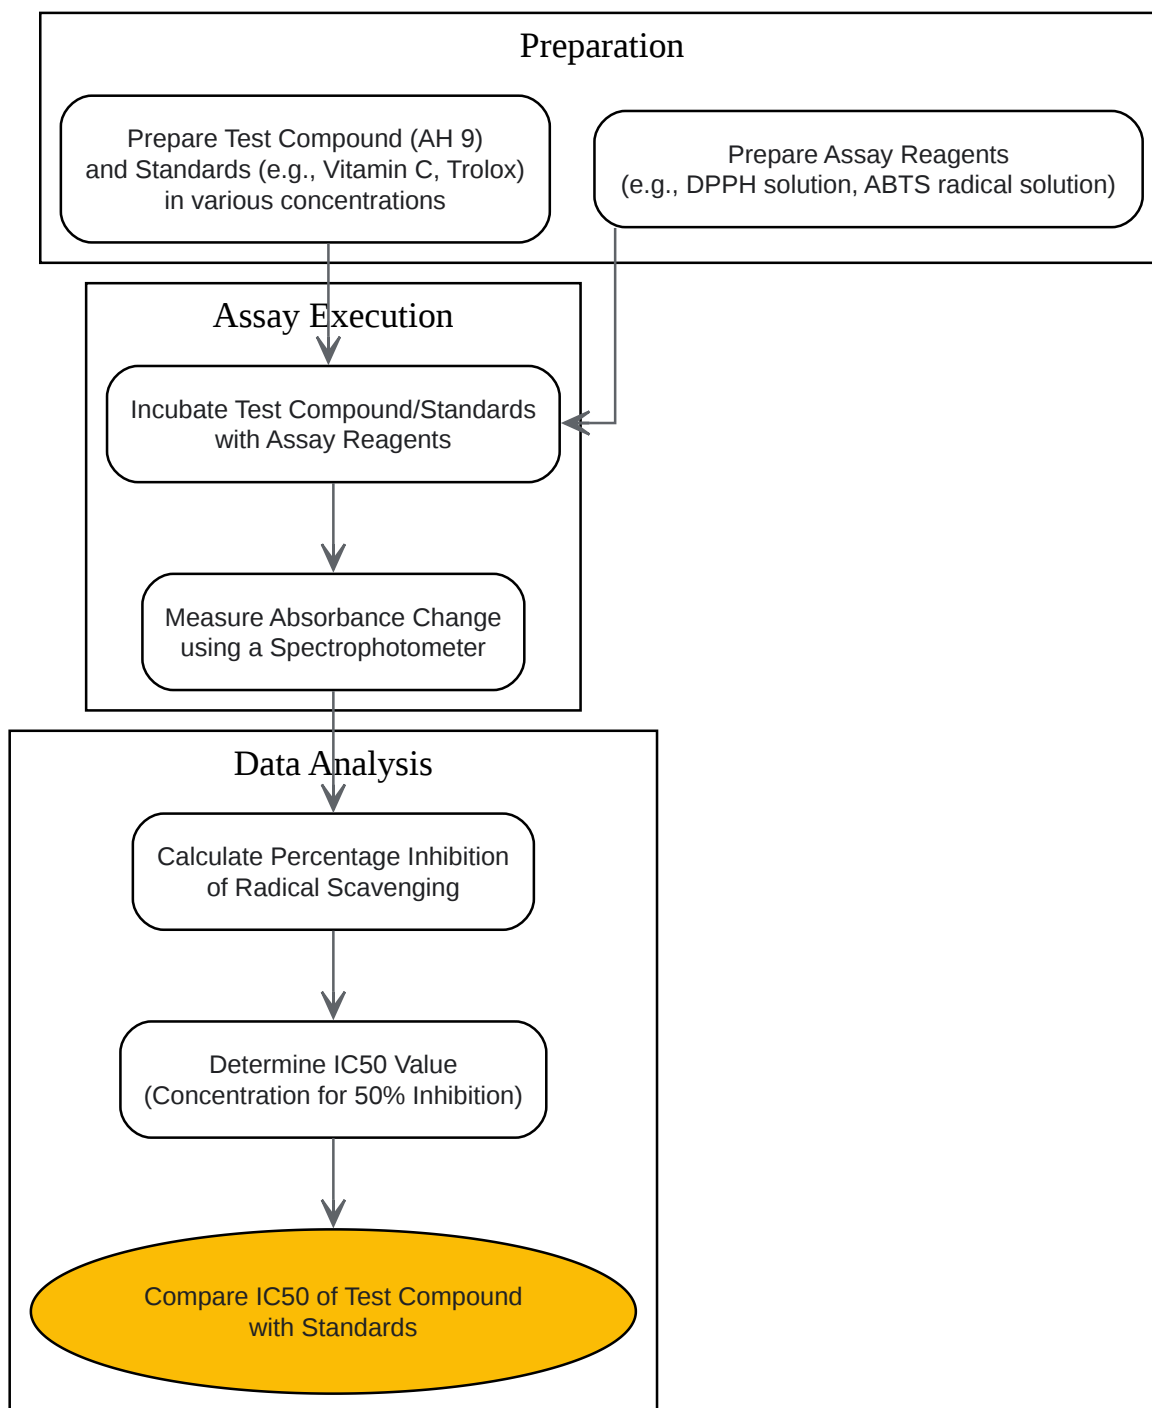 Preparation
Prepare Test Compound (AH 9)
and Standards (e.g., Vitamin C, Trolox)
in various concentrations
Prepare Assay Reagents
(e.g., DPPH solution, ABTS radical solution)
Assay Execution
Incubate Test Compound/Standards
with Assay Reagents
Measure Absorbance Change
using a Spectrophotometer
Data Analysis
Calculate Percentage Inhibition
of Radical Scavenging
Determine IC50 Value
(Concentration for 50% Inhibition)
Compare IC50 of Test Compound
with Standards